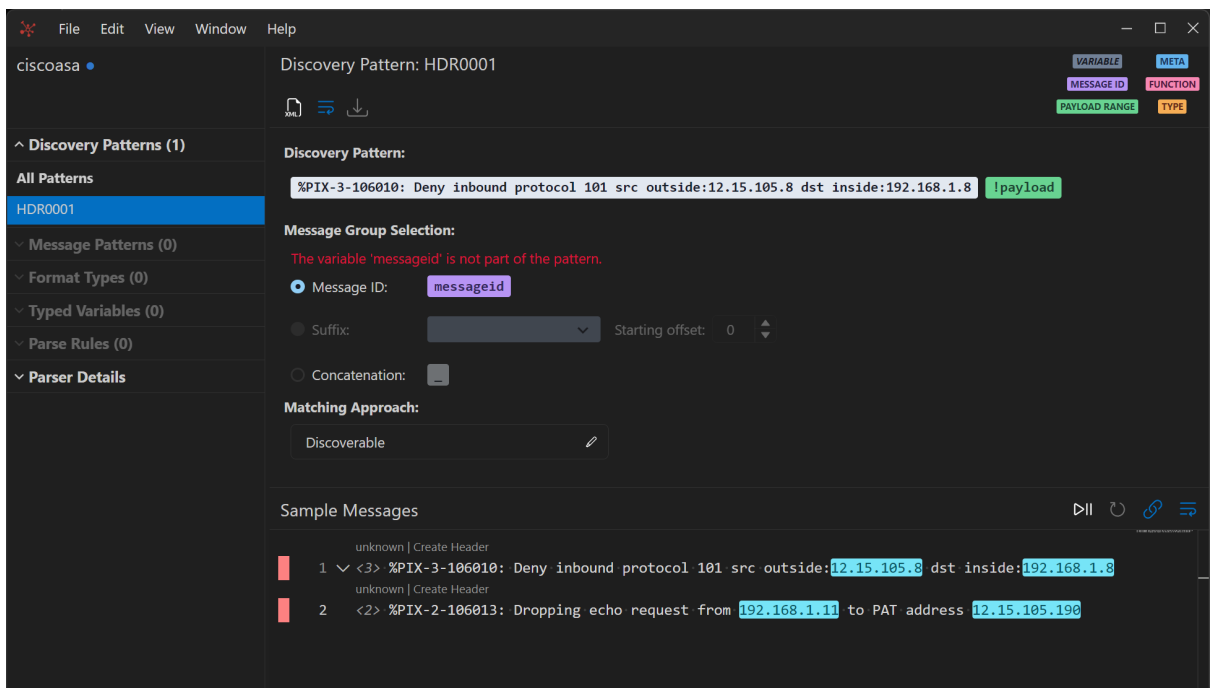 File Edit View Window Help
ciscoasa
Discovery Patterns (1)
All Patterns
HDR0001
Message Patterns (0)
Format Types (0)
Typed Variables (0)
Parse Rules (0)
Parser Details
Discovery Pattern: HDR0001
VARIABLE META
MESSAGE ID FUNCTION
PAYLOAD RANGE TYPE
XML
Discovery Pattern:
%PIX-3-106010: Deny inbound protocol 101 src outside:12.15.105.8 dst inside:192.168.1.8 !payload
Message Group Selection:
The variable 'messageid' is not part of the pattern.
Message ID: messageid
Suffix: Starting offset: 0
Concatenation: _
Matching Approach:
Discoverable
Sample Messages
unknown | Create Header
1 <3> %PIX-3-106010: Deny inbound protocol 101 src outside:12.15.105.8 dst inside:192.168.1.8
unknown | Create Header
2 <2> %PIX-2-106013: Dropping echo request from 192.168.1.11 to PAT address 12.15.105.190